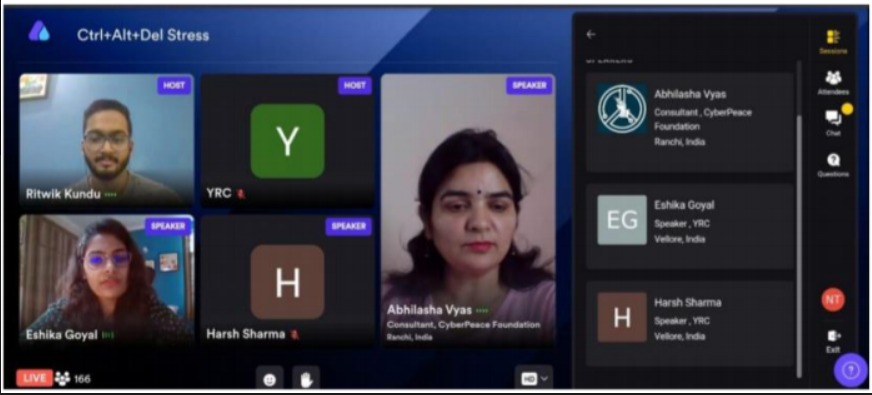 Ctrl+Alt+Del Stress
HOST
Ritwik Kundu
HOST
Y
YRC
SPEAKER
Eshika Goyal
SPEAKER
H
Harsh Sharma
SPEAKER
Abhilasha Vyas
Consultant, CyberPeace Foundation
Ranchi, India
LIVE 166
HD
Abhilasha Vyas
Consultant , CyberPeace
Foundation
Ranchi, India
EG
Eshika Goyal
Speaker , YRC
Vellore, India
H
Harsh Sharma
Speaker , YRC
Vellore, India
Sessions
Attendees
Chat
Questions
NT
Exit